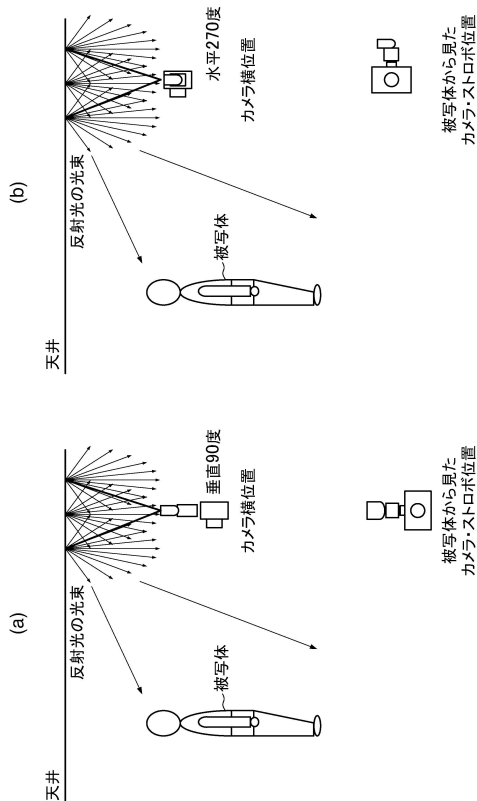 (a)
天井
反射光の光束
被写体
垂直90度
カメラ横位置
被写体から見た
カメラ・ストロボ位置
(b)
天井
反射光の光束
被写体
水平270度
カメラ横位置
被写体から見た
カメラ・ストロボ位置